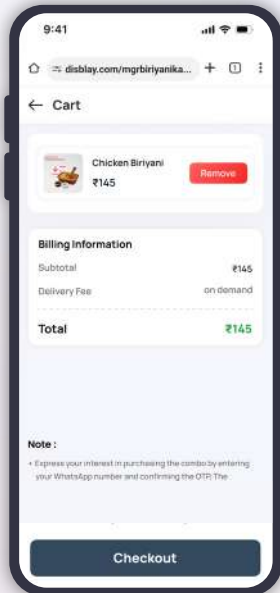 9:41
disblay.com/mgrbiriyanika...
← Cart
Chicken Biriyani
₹145
Remove
Billing Information
Subtotal ₹145
Delivery Fee on demand
Total ₹145
Note :
• Express your interest in purchasing the combo by entering
your WhatsApp number and confirming the OTP. The
Checkout